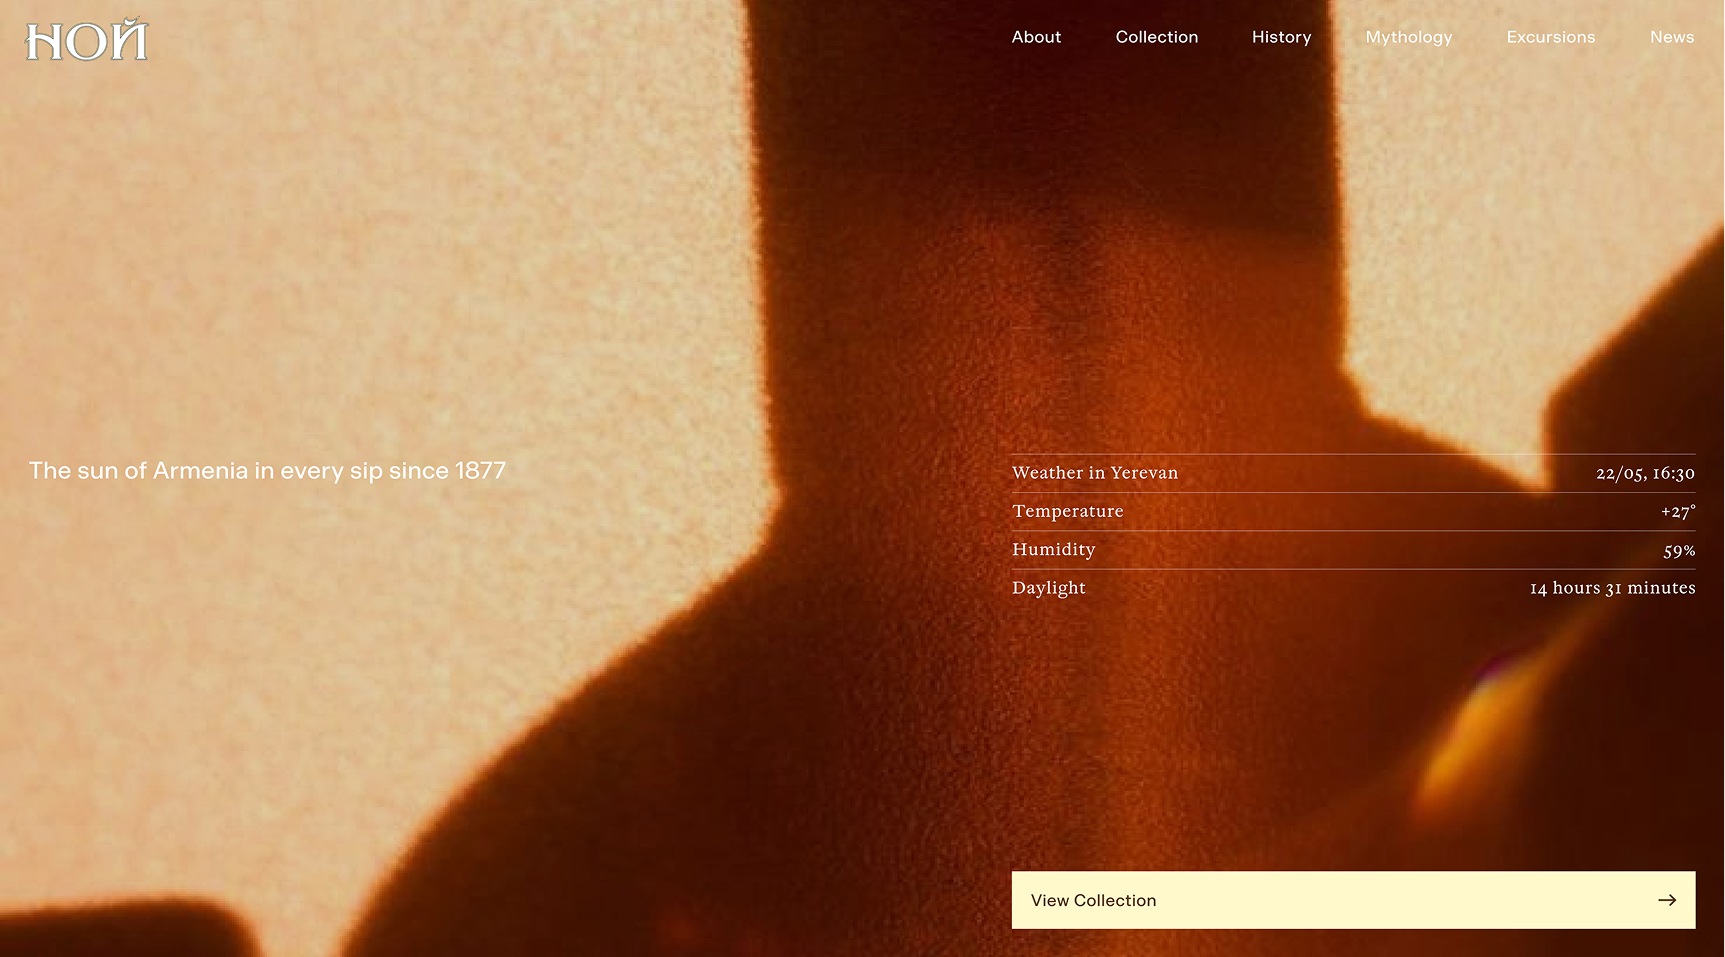 НОЙ
About Collection History Mythology Excursions News
The sun of Armenia in every sip since 1877
Weather in Yerevan 22/05, 16:30
Temperature +27°
Humidity 59%
Daylight 14 hours 31 minutes
View Collection →